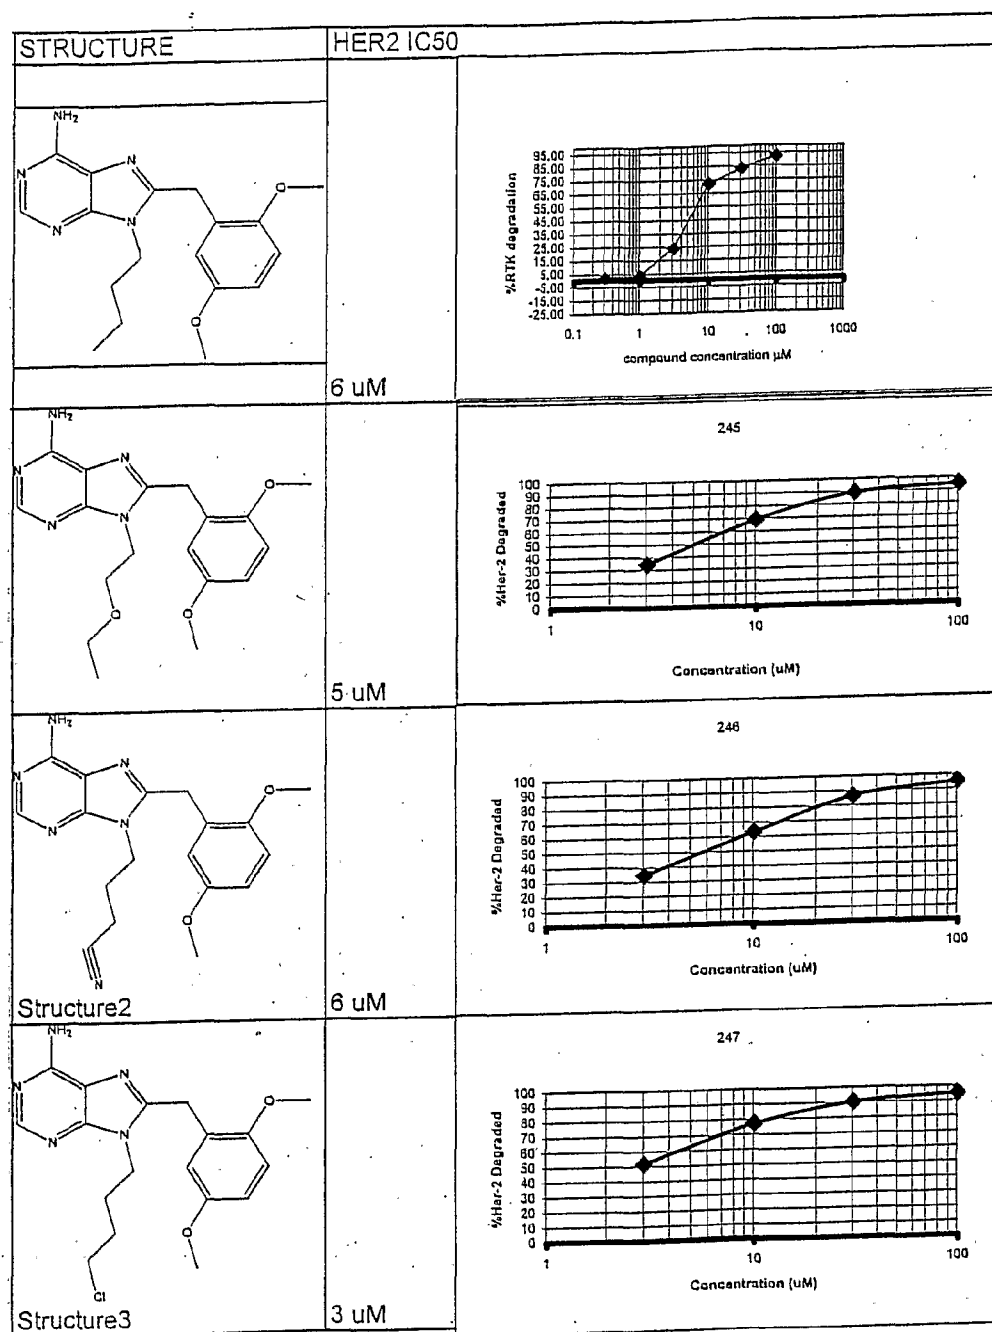 STRUCTURE HER2 IC50
NH₂
N
N
N
N
O
O
95.00
85.00
75.00
65.00
55.00
45.00
35.00
25.00
15.00
5.00
-5.00
-15.00
-25.00
%RTK degradation
0.1 1 10 100 1000
compound concentration µM
6 uM
NH₂
N
N
N
N
O
O
O
245
%Her-2 Degraded
100
90
80
70
60
50
40
30
20
10
0
1 10 100
Concentration (uM)
5 uM
NH₂
N
N
N
N
O
O
N
Structure2
246
%Her-2 Degraded
100
90
80
70
60
50
40
30
20
10
0
1 10 100
Concentration (uM)
6 uM
NH₂
N
N
N
N
O
O
Cl
Structure3
247
%Her-2 Degraded
100
90
80
70
60
50
40
30
20
10
0
1 10 100
Concentration (uM)
3 uM